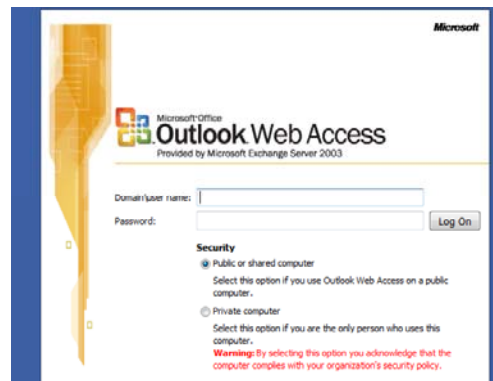 Microsoft
Microsoft Office
Outlook Web Access
Provided by Microsoft Exchange Server 2003
Domain\user name:
Password:
Log On
Security
Public or shared computer
Select this option if you use Outlook Web Access on a public
computer.
Private computer
Select this option if you are the only person who uses this
computer.
Warning: By selecting this option you acknowledge that the
computer complies with your organization's security policy.